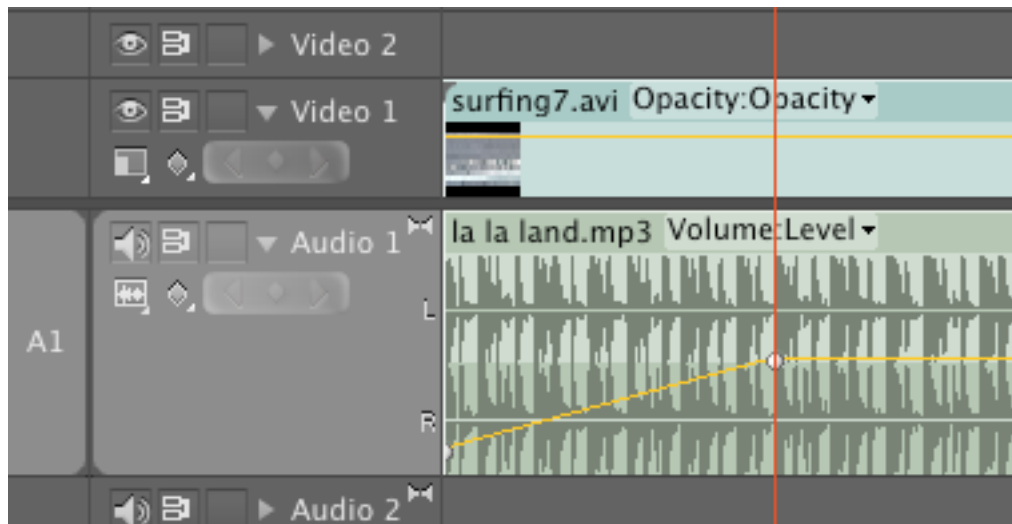 Video 2
Video 1
surfing7.avi Opacity:Opacity
A1
Audio 1
la la land.mp3 Volume:Level
L
R
Audio 2